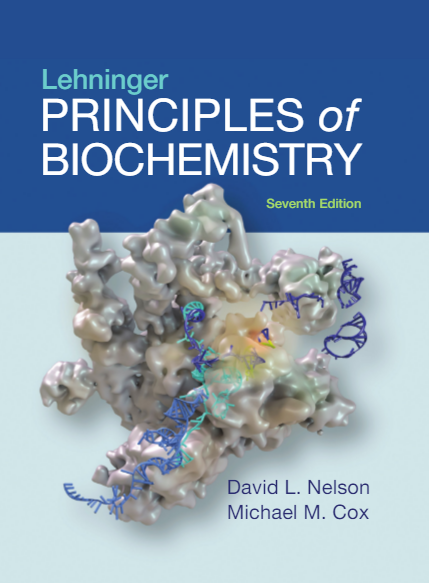 Lehninger
PRINCIPLES of
BIOCHEMISTRY
Seventh Edition
David L. Nelson
Michael M. Cox